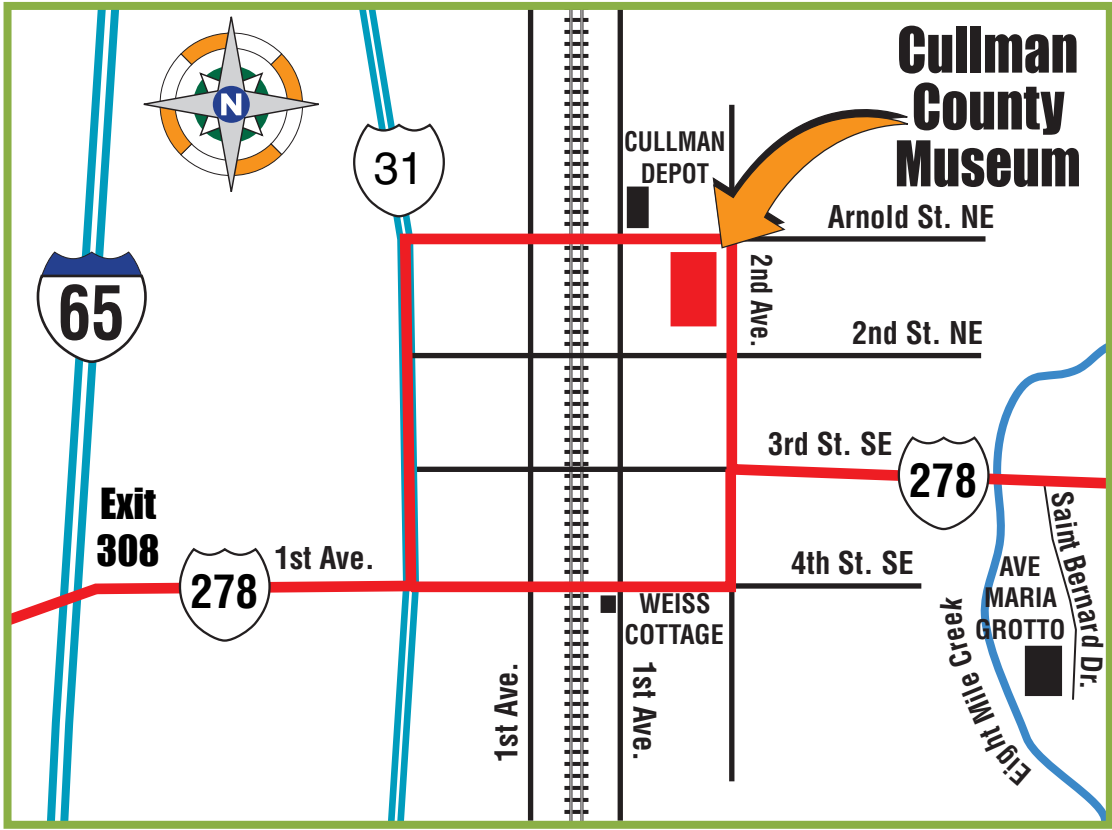 Cullman
County
Museum
N
31
CULLMAN
DEPOT
Arnold St. NE
65
2nd Ave.
2nd St. NE
3rd St. SE
278
Exit
308
1st Ave.
278
4th St. SE
Saint Bernard Dr.
AVE
MARIA
GROTTO
WEISS
COTTAGE
Eight Mile Creek
1st Ave.
1st Ave.